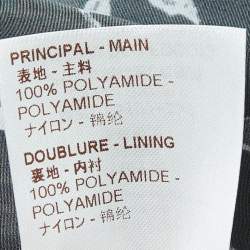 PRINCIPAL - MAIN
表地 - 主料
100% POLYAMIDE -
POLYAMIDE
ナイロン - 锦纶
DOUBLURE - LINING
裏地 - 内衬
100% POLYAMIDE -
POLYAMIDE
ナイロン - 锦纶